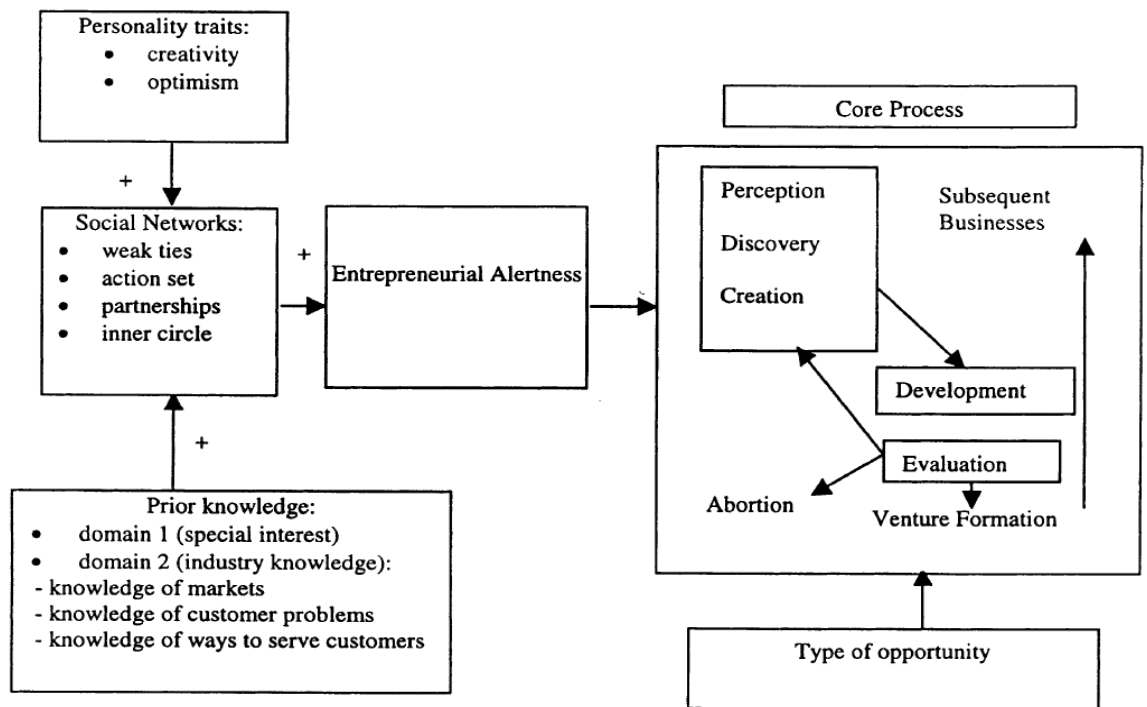 Personality traits:
• creativity
• optimism
+
Social Networks:
• weak ties
• action set
• partnerships
• inner circle
+
Entrepreneurial Alertness
+
Prior knowledge:
• domain 1 (special interest)
• domain 2 (industry knowledge):
- knowledge of markets
- knowledge of customer problems
- knowledge of ways to serve customers
Core Process
Perception
Discovery
Creation
Subsequent
Businesses
Development
Evaluation
Abortion
Venture Formation
Type of opportunity